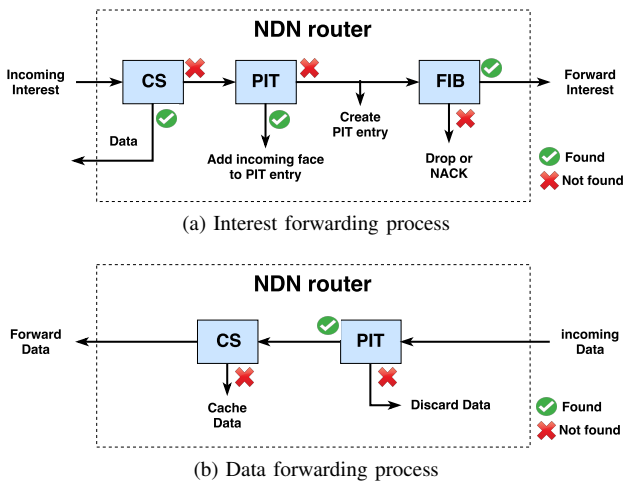 NDN router
Incoming
Interest
CS
PIT
FIB
Forward
Interest
Data
Add incoming face
to PIT entry
Create
PIT entry
Drop or
NACK
Found
Not found
(a) Interest forwarding process
NDN router
Forward
Data
CS
PIT
incoming
Data
Cache
Data
Discard Data
Found
Not found
(b) Data forwarding process